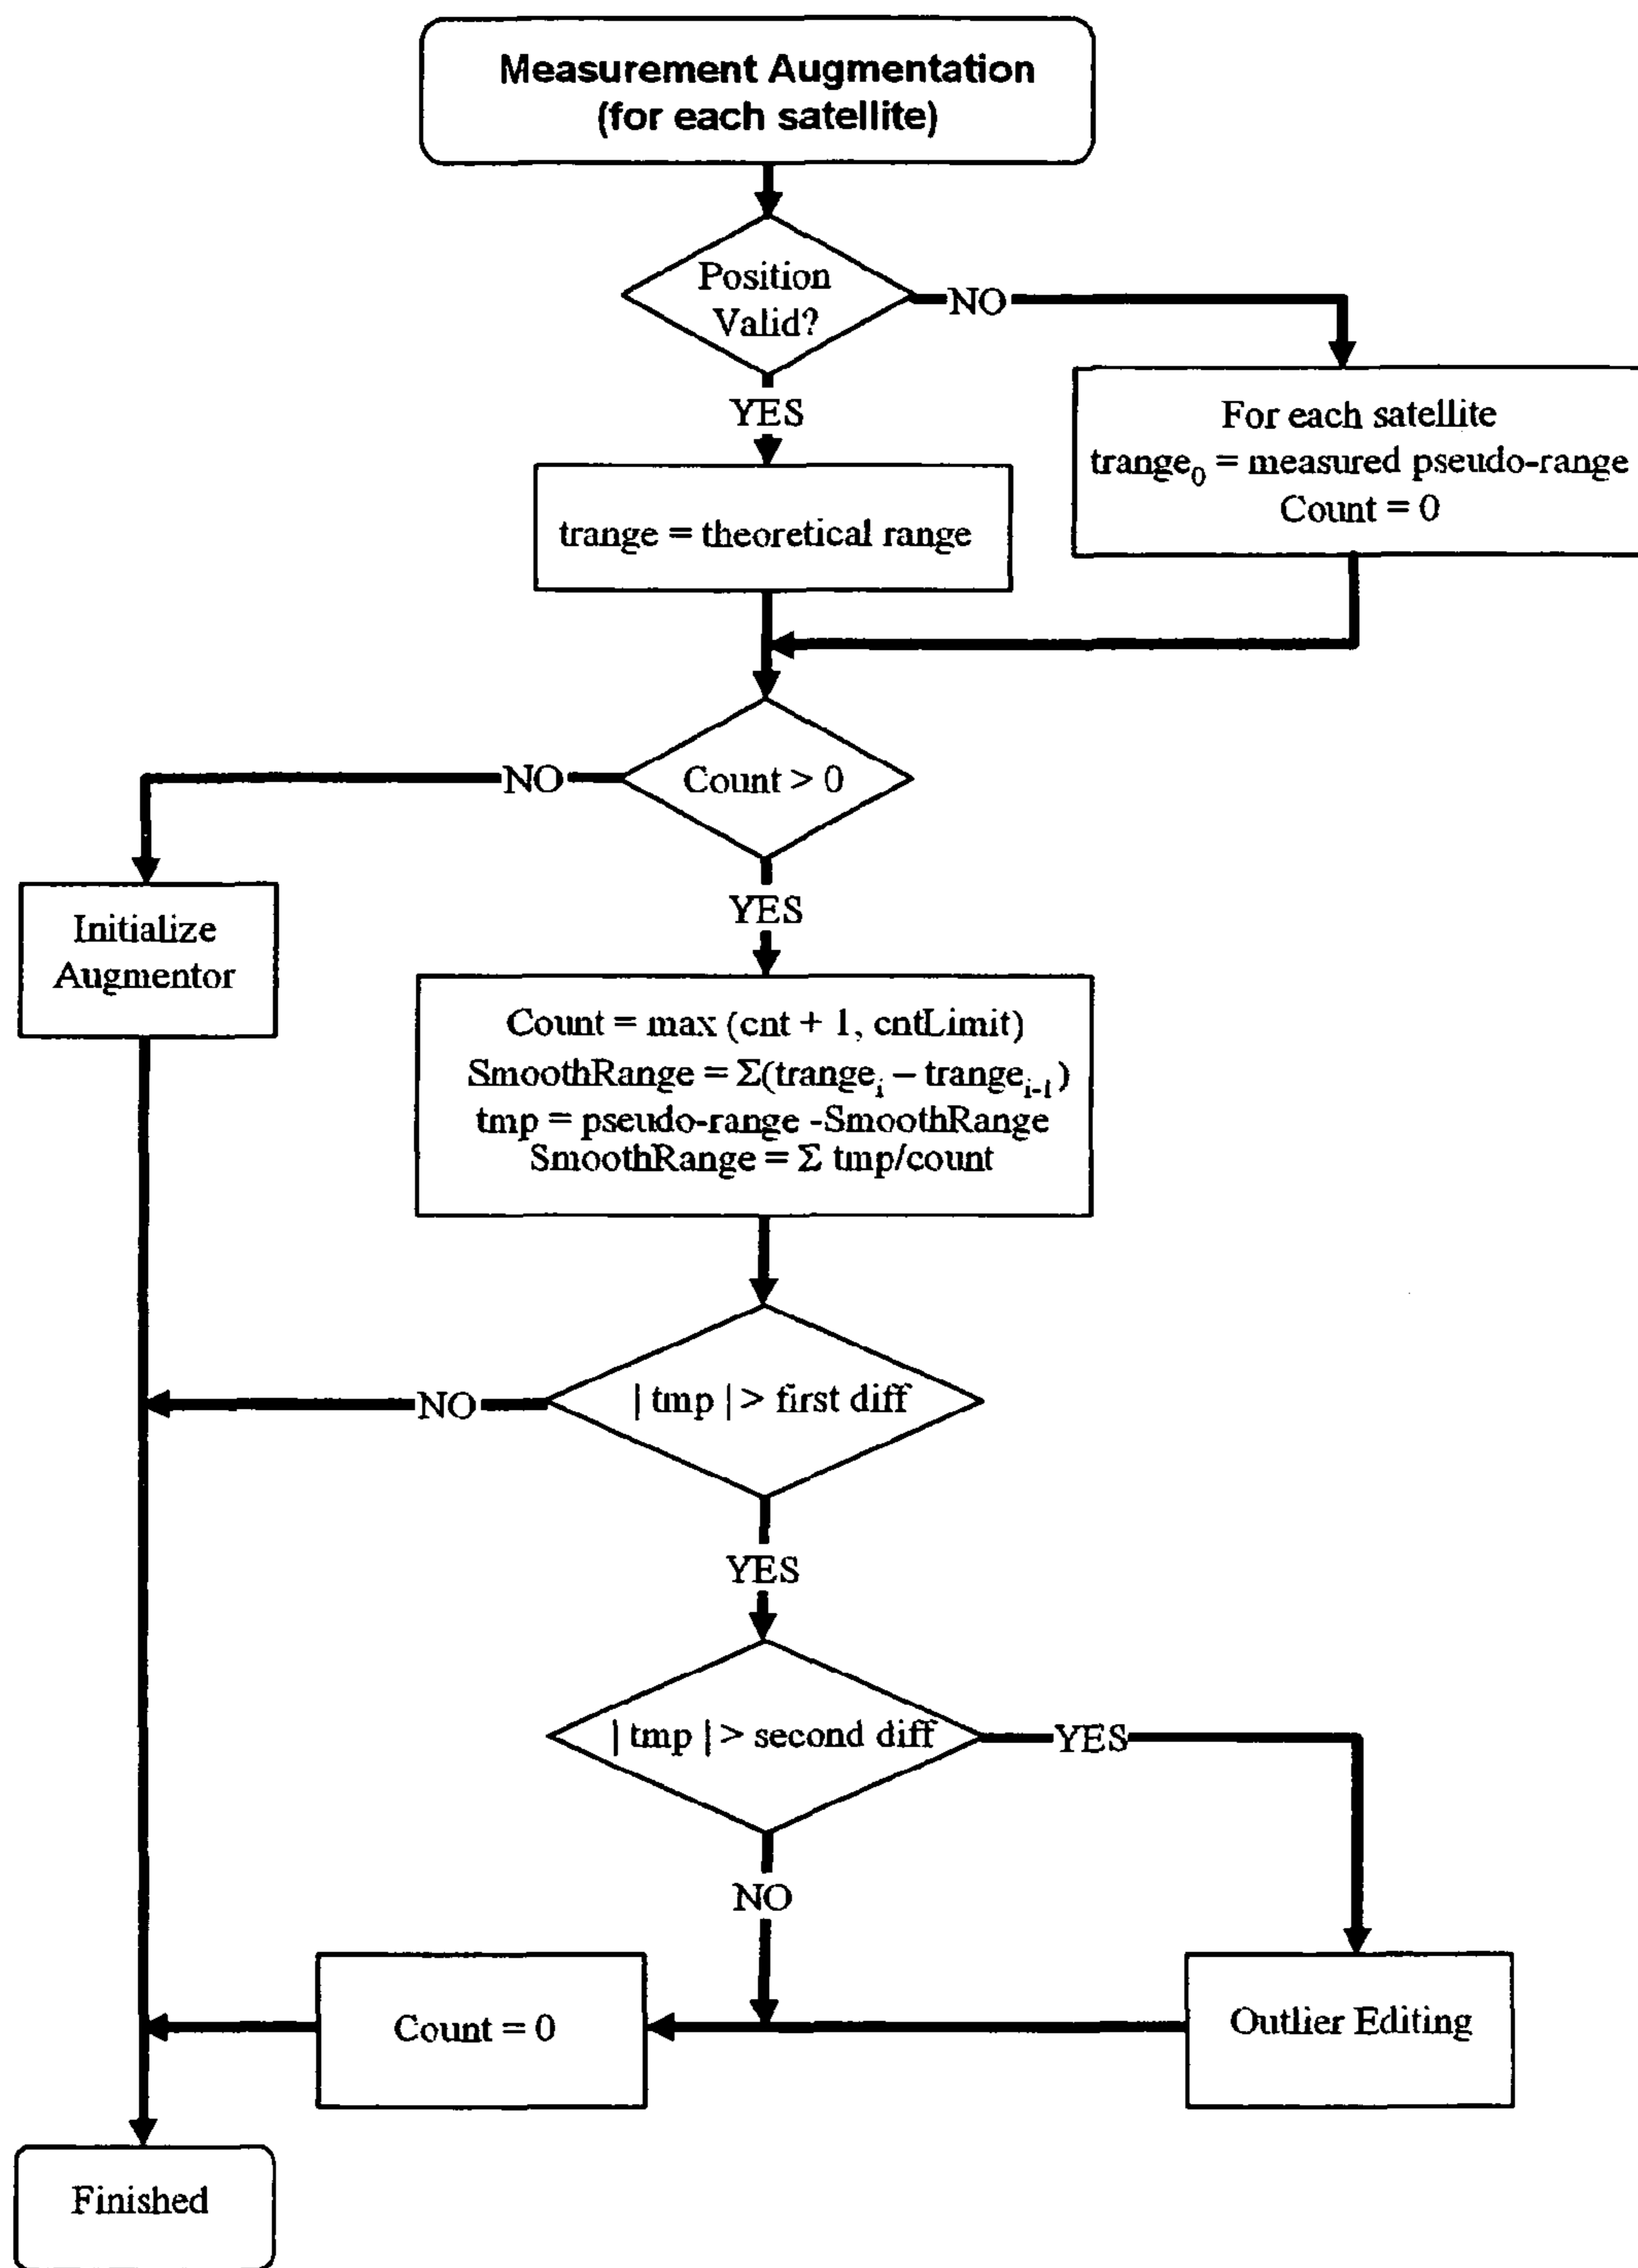 Measurement Augmentation
(for each satellite)
Position
Valid?
NO
YES
For each satellite
trange₀ = measured pseudo-range
Count = 0
trange = theoretical range
NO
Count > 0
YES
Initialize
Augmentor
Count = max (cnt + 1, cntLimit)
SmoothRange = Σ(trangeᵢ – trangeᵢ₋₁)
tmp = pseudo-range -SmoothRange
SmoothRange = Σ tmp/count
NO
| tmp | > first diff
YES
| tmp | > second diff
YES
NO
Count = 0
Outlier Editing
Finished